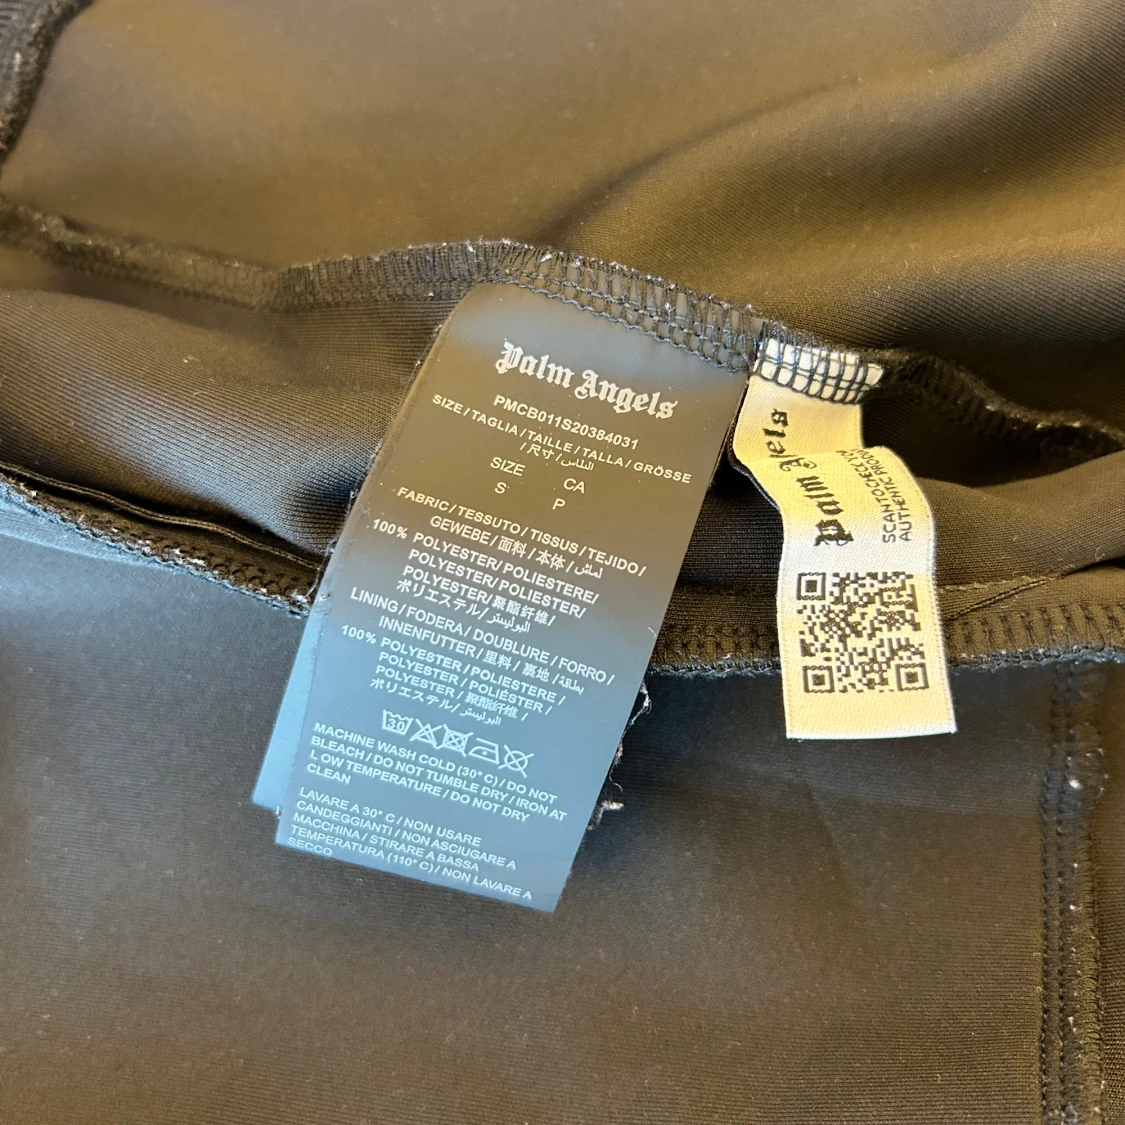 Palm Angels
PMCB011S20384031
SIZE / TAGLIA / TAILLE / TALLA / GRÖSSE
/ 尺寸 /
SIZE CA
S P
FABRIC / TESSUTO / TISSUS / TEJIDO /
GEWEBE / 面料 / 本体 / قماش /
100% POLYESTER/ POLIESTERE/
POLYESTER/ POLIESTER/
POLYESTER/ 聚酯纤维/
ポリエステル/ البوليستر
LINING / FODERA / DOUBLURE / FORRO /
INNENFUTTER / 里料 / 裏地 / بطانة/
100% POLYESTER / POLIESTERE /
POLYESTER / POLIÉSTER /
POLYESTER / 聚酯纤维 /
ポリエステル/ البوليستر
30
MACHINE WASH COLD (30° C) / DO NOT
BLEACH / DO NOT TUMBLE DRY / IRON AT
LOW TEMPERATURE / DO NOT DRY
CLEAN
LAVARE A 30° C / NON USARE
CANDEGGIANTI / NON ASCIUGARE A
MACCHINA / STIRARE A BASSA
TEMPERATURA (110° C) / NON LAVARE A
SECCO
Palm Angels
SCAN TO CHECK
AUTHENTIC